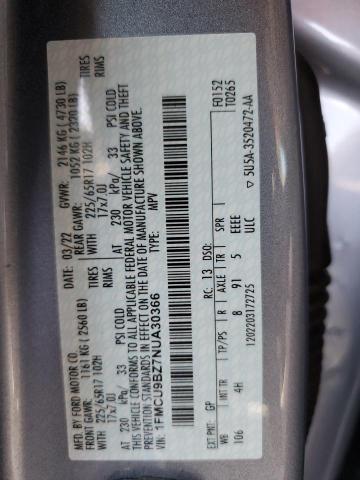 MFD. BY FORD MOTOR CO.
DATE: 03/22 GVWR: 2146 KG ( 4730 LB)
FRONT GAWR: 1161 KG ( 2560 LB) REAR GAWR: 1052 KG ( 2320 LB)
WITH 225/65R17 102H TIRES WITH 225/65R17 102H TIRES
17x7.0J RIMS 17x7.0J RIMS
AT 230 kPa/ 33 PSI COLD AT 230 kPa/ 33 PSI COLD
THIS VEHICLE CONFORMS TO ALL APPLICABLE FEDERAL MOTOR VEHICLE SAFETY AND THEFT
PREVENTION STANDARDS IN EFFECT ON THE DATE OF MANUFACTURE SHOWN ABOVE.
VIN: 1FMCU9BZ7NUA30366
TYPE: MPV
F0152
T0265
EXT PNT: GP RC: 13 DSO:
WB INT TR TP/PS R AXLE TR SPR
106 4H 8 91 5 EEEE
ULC
1202203172725
▽ 5U5A-3520472-AA